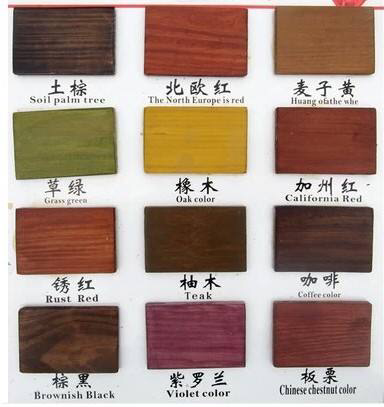 土棕 北欧红 麦子黄
Soil palm tree The North Europe is red Huang ofathe whe
草绿 橡木 加州红
Grass green Oak color California Red
锈红 柚木 咖啡
Rust Red Teak Coffee color
棕黑 紫罗兰 板栗
Brownish Black Violet color Chinese chestnut color